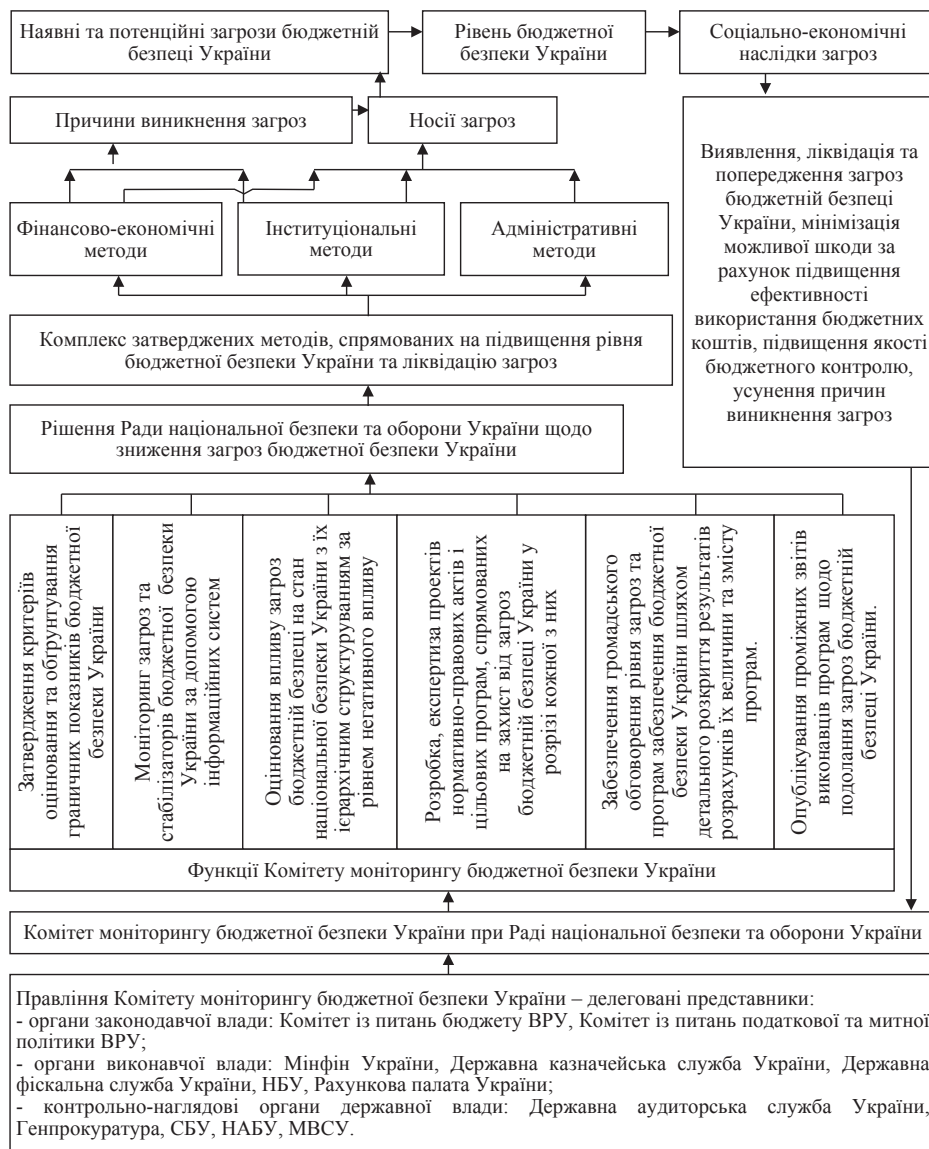 Наявні та потенційні загрози бюджетній
безпеці України
Рівень бюджетної
безпеки України
Соціально-економічні
наслідки загроз
Причини виникнення загроз
Носії загроз
Виявлення, ліквідація та
попередження загроз
бюджетній безпеці
України, мінімізація
можливої шкоди за
рахунок підвищення
ефективності
використання бюджетних
коштів, підвищення якості
бюджетного контролю,
усунення причин
виникнення загроз
Фінансово-економічні
методи
Інституціональні
методи
Адміністративні
методи
Комплекс затверджених методів, спрямованих на підвищення рівня
бюджетної безпеки України та ліквідацію загроз
Рішення Ради національної безпеки та оборони України щодо
зниження загроз бюджетної безпеки України
Затвердження критеріїв
оцінювання та обґрунтування
граничних показників бюджетної
безпеки України
Моніторинг загроз та
стабілізаторів бюджетної безпеки
України за допомогою
інформаційних систем
Оцінювання впливу загроз
бюджетній безпеці на стан
національної безпеки України з їх
ієрархічним структуруванням за
рівнем негативного впливу
Розробка, експертиза проектів
нормативно-правових актів і
цільових програм, спрямованих
на захист від загроз
бюджетній безпеці України у
розрізі кожної з них
Забезпечення громадського
обговорення рівня загроз та
програм забезпечення бюджетної
безпеки України шляхом
детального розкриття результатів
розрахунків їх величини та змісту
програм.
Опублікування проміжних звітів
виконавців програм щодо
подолання загроз бюджетній
безпеці України.
Функції Комітету моніторингу бюджетної безпеки України
Комітет моніторингу бюджетної безпеки України при Раді національної безпеки та оборони України
Правління Комітету моніторингу бюджетної безпеки України – делеговані представники:
- органи законодавчої влади: Комітет із питань бюджету ВРУ, Комітет із питань податкової та митної
політики ВРУ;
- органи виконавчої влади: Мінфін України, Державна казначейська служба України, Державна
фіскальна служба України, НБУ, Рахункова палата України;
- контрольно-наглядові органи державної влади: Державна аудиторська служба України,
Генпрокуратура, СБУ, НАБУ, МВСУ.